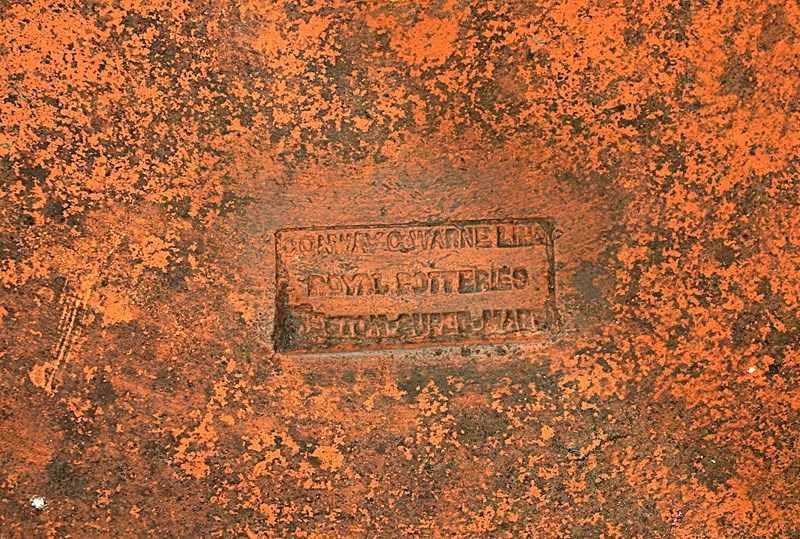 CONWAY G. WARNE LTD.
ROYAL POTTERIES
WESTON-SUPER-MARE